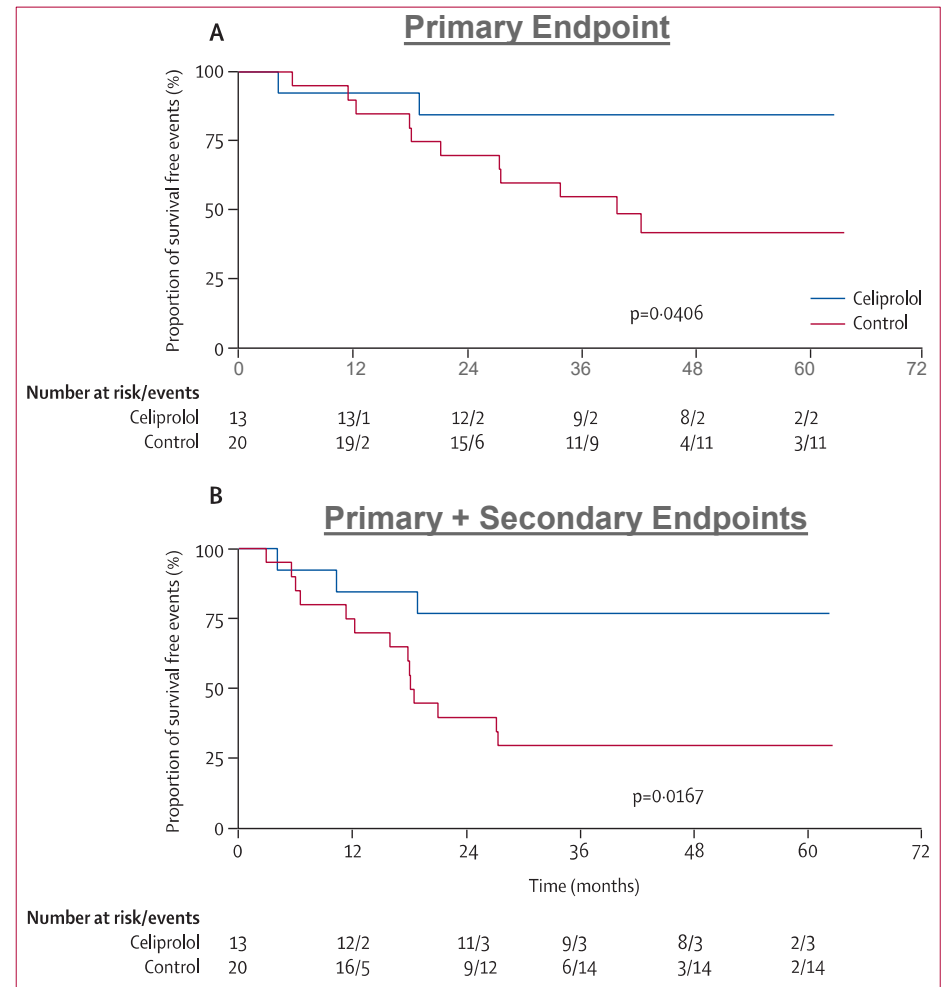 A Primary Endpoint
Proportion of survival free events (%)
100
75
50
25
0
p=0·0406
Celiprolol
Control
0 12 24 36 48 60 72
Number at risk/events
Celiprolol 13 13/1 12/2 9/2 8/2 2/2
Control 20 19/2 15/6 11/9 4/11 3/11
B
Primary + Secondary Endpoints
Proportion of survival free events (%)
100
75
50
25
0
p=0·0167
0 12 24 36 48 60 72
Time (months)
Number at risk/events
Celiprolol 13 12/2 11/3 9/3 8/3 2/3
Control 20 16/5 9/12 6/14 3/14 2/14